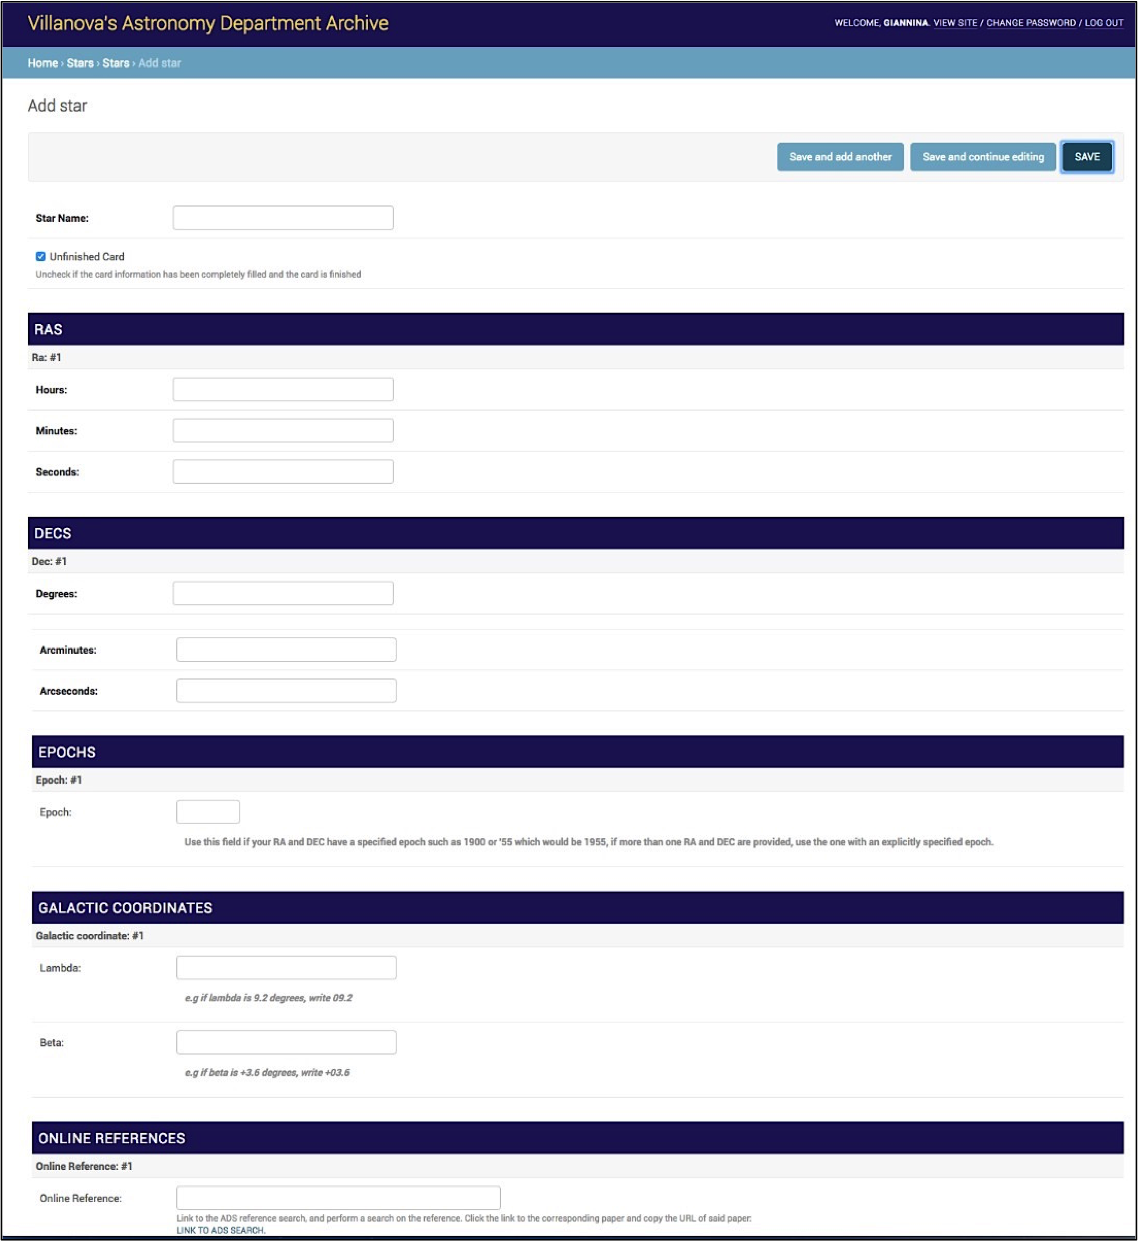 Villanova's Astronomy Department Archive
WELCOME, GIANNINA. VIEW SITE / CHANGE PASSWORD / LOG OUT
Home › Stars › Stars › Add star
Add star
Save and add another
Save and continue editing
SAVE
Star Name:
Unfinished Card
Uncheck if the card information has been completely filled and the card is finished
RAS
Ra: #1
Hours:
Minutes:
Seconds:
DECS
Dec: #1
Degrees:
Arcminutes:
Arcseconds:
EPOCHS
Epoch: #1
Epoch:
Use this field if your RA and DEC have a specified epoch such as 1900 or '55 which would be 1955, if more than one RA and DEC are provided, use the one with an explicitly specified epoch.
GALACTIC COORDINATES
Galactic coordinate: #1
Lambda:
e.g if lambda is 9.2 degrees, write 09.2
Beta:
e.g if beta is +3.6 degrees, write +03.6
ONLINE REFERENCES
Online Reference: #1
Online Reference:
Link to the ADS reference search, and perform a search on the reference. Click the link to the corresponding paper and copy the URL of said paper:
LINK TO ADS SEARCH.